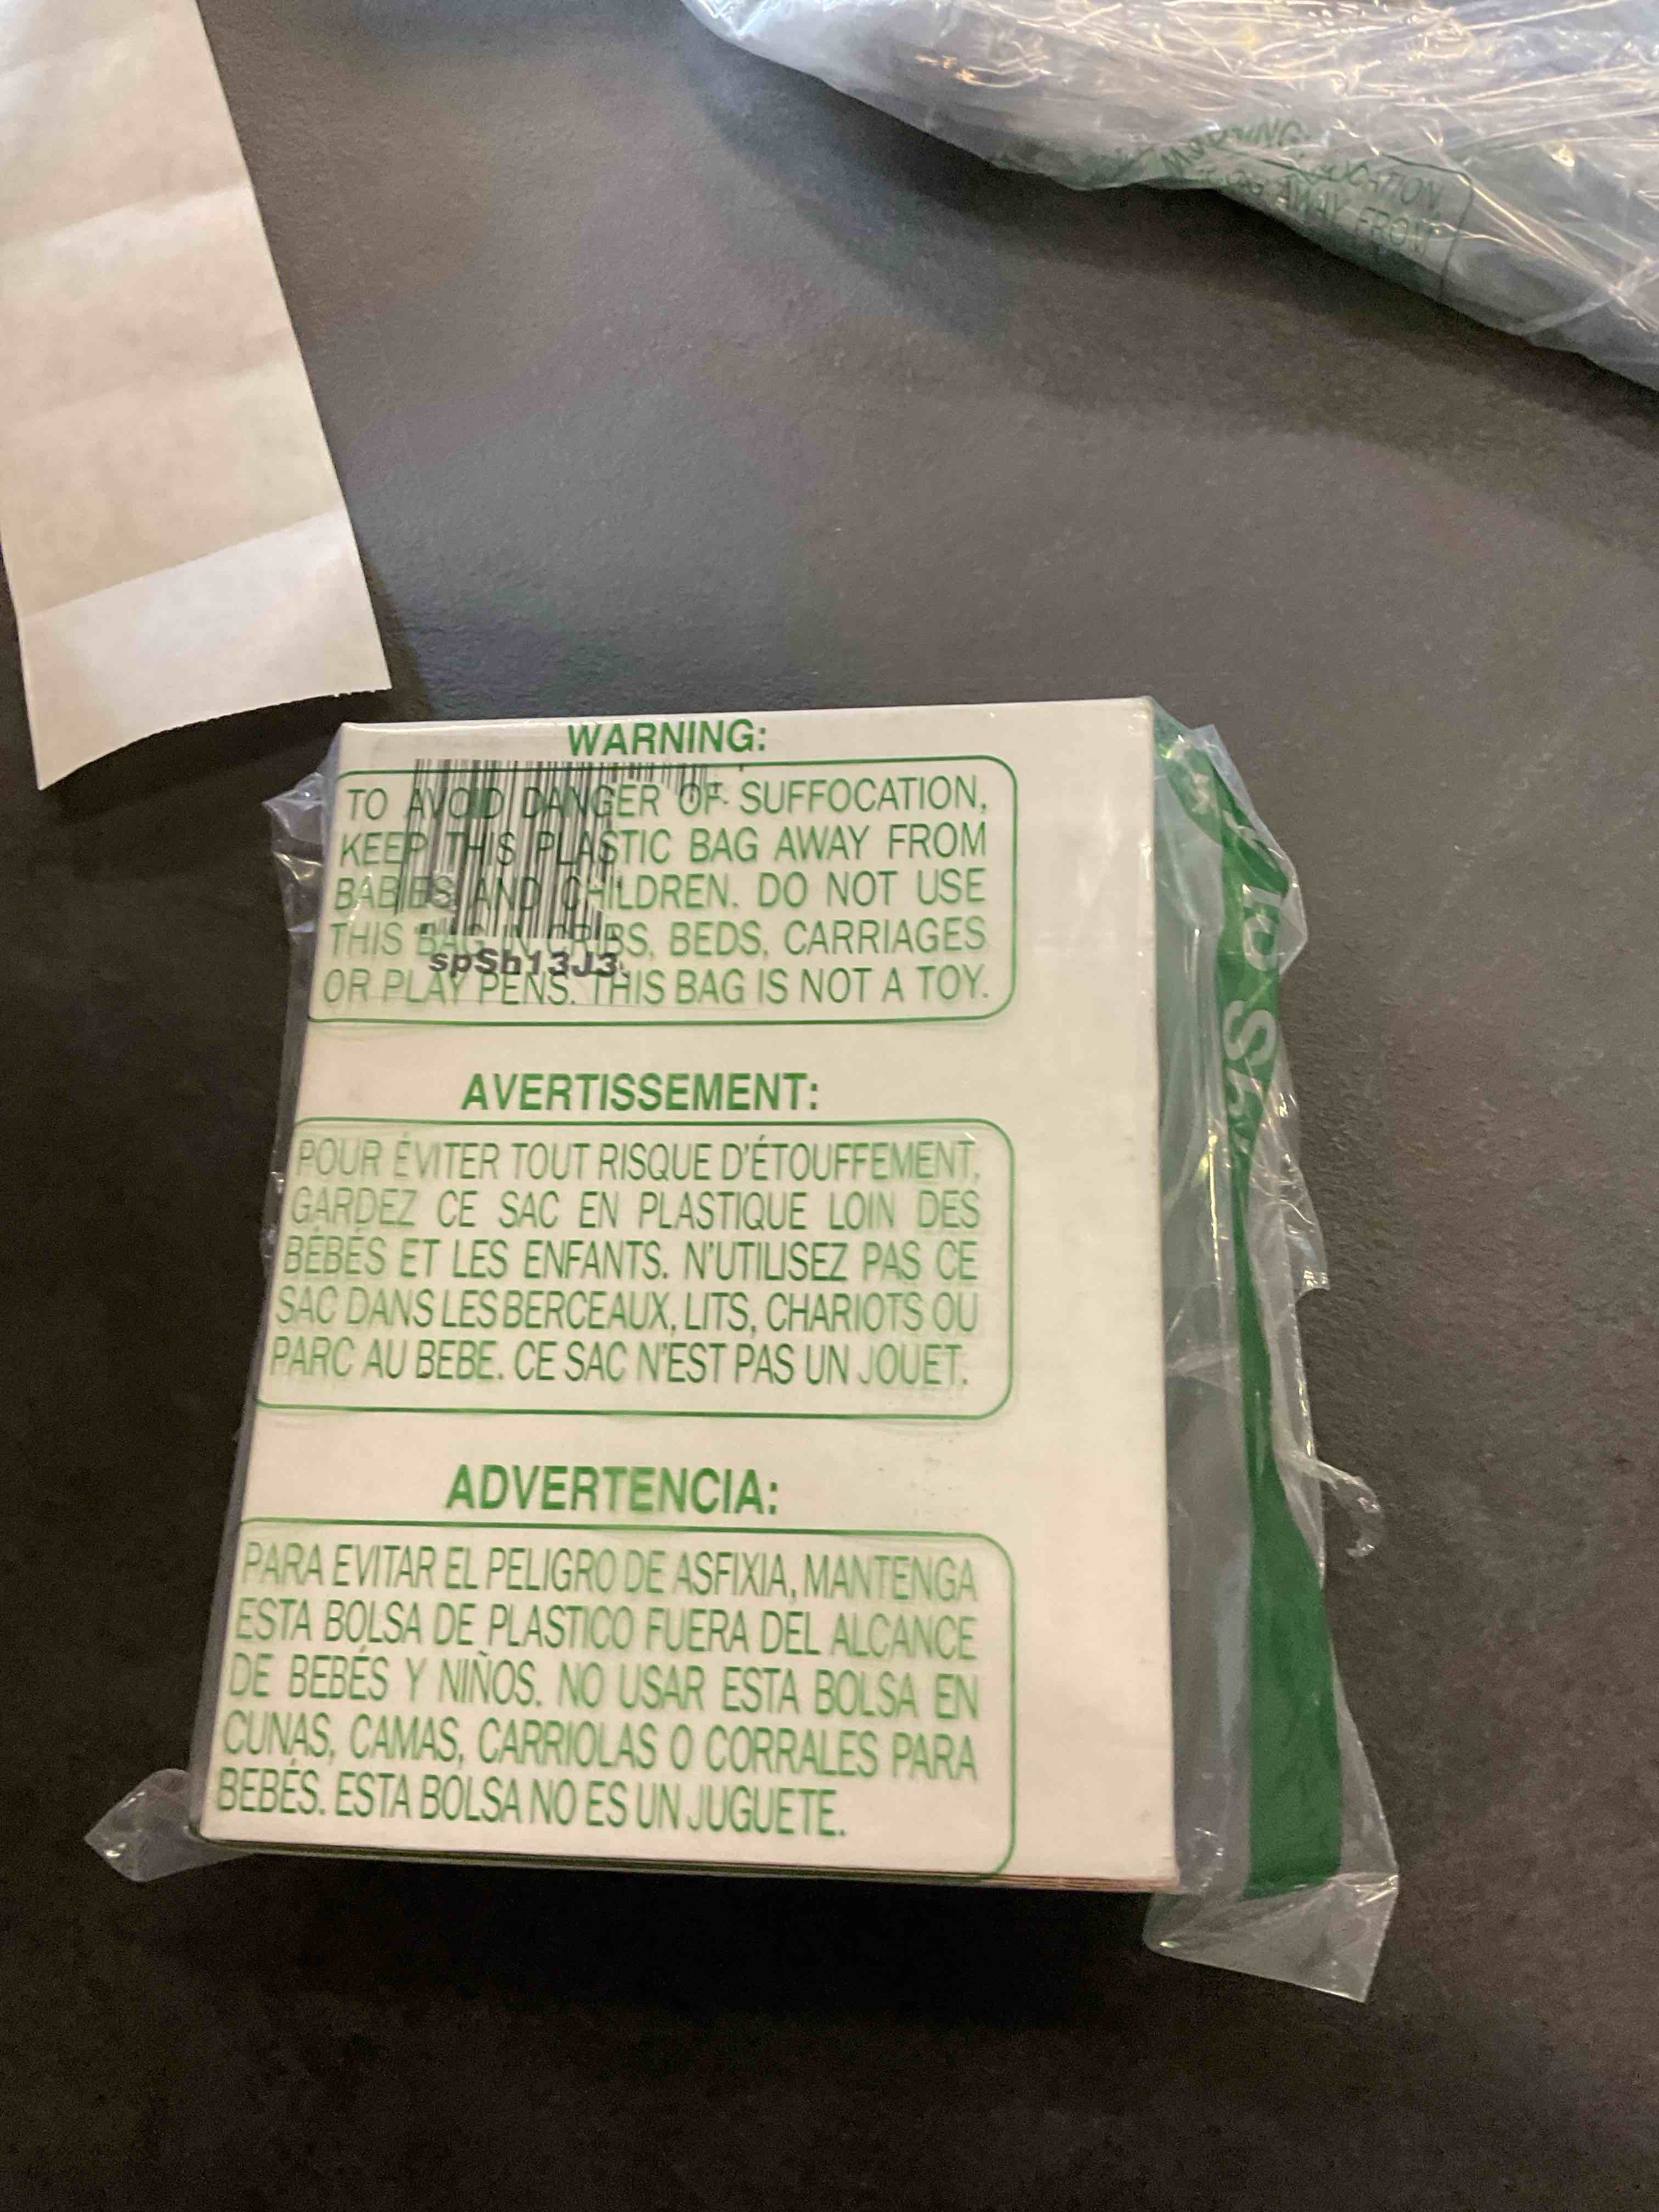 WARNING:
TO AVOID DANGER OF SUFFOCATION,
KEEP THIS PLASTIC BAG AWAY FROM
BABIES AND CHILDREN. DO NOT USE
THIS BAG IN CRIBS, BEDS, CARRIAGES
spSh13J3
OR PLAY PENS. THIS BAG IS NOT A TOY.
AVERTISSEMENT:
POUR ÉVITER TOUT RISQUE D'ÉTOUFFEMENT,
GARDEZ CE SAC EN PLASTIQUE LOIN DES
BÉBÉS ET LES ENFANTS. N'UTILISEZ PAS CE
SAC DANS LES BERCEAUX, LITS, CHARIOTS OU
PARC AU BEBE. CE SAC N'EST PAS UN JOUET.
ADVERTENCIA:
PARA EVITAR EL PELIGRO DE ASFIXIA, MANTENGA
ESTA BOLSA DE PLASTICO FUERA DEL ALCANCE
DE BEBÉS Y NIÑOS. NO USAR ESTA BOLSA EN
CUNAS, CAMAS, CARRIOLAS O CORRALES PARA
BEBÉS. ESTA BOLSA NO ES UN JUGUETE.
WARNING:
AWAY FROM